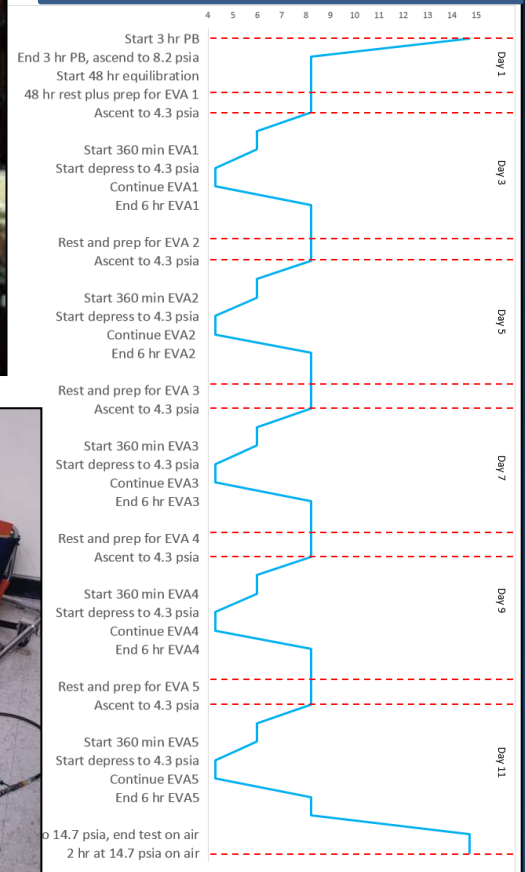 4 5 6 7 8 9 10 11 12 13 14 15
Start 3 hr PB
End 3 hr PB, ascend to 8.2 psia
Start 48 hr equilibration
48 hr rest plus prep for EVA 1
Ascent to 4.3 psia
Day 1
Start 360 min EVA1
Start depress to 4.3 psia
Continue EVA1
End 6 hr EVA1
Day 3
Rest and prep for EVA 2
Ascent to 4.3 psia
Start 360 min EVA2
Start depress to 4.3 psia
Continue EVA2
End 6 hr EVA2
Day 5
Rest and prep for EVA 3
Ascent to 4.3 psia
Start 360 min EVA3
Start depress to 4.3 psia
Continue EVA3
End 6 hr EVA3
Day 7
Rest and prep for EVA 4
Ascent to 4.3 psia
Start 360 min EVA4
Start depress to 4.3 psia
Continue EVA4
End 6 hr EVA4
Day 9
Rest and prep for EVA 5
Ascent to 4.3 psia
Start 360 min EVA5
Start depress to 4.3 psia
Continue EVA5
End 6 hr EVA5
Day 11
o 14.7 psia, end test on air
2 hr at 14.7 psia on air